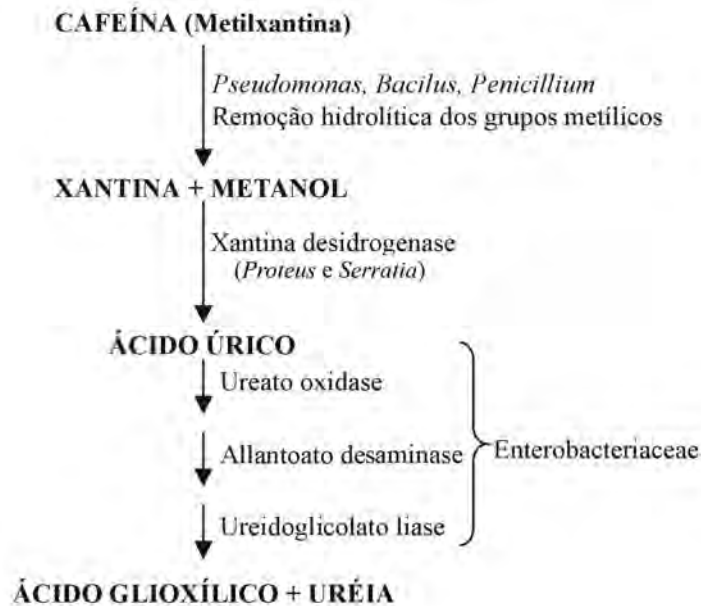 CAFEÍNA (Metilxantina)
Pseudomonas, Bacilus, Penicillium
Remoção hidrolítica dos grupos metílicos
XANTINA + METANOL
Xantina desidrogenase
(Proteus e Serratia)
ÁCIDO ÚRICO
Ureato oxidase
Allantoato desaminase
Enterobacteriaceae
Ureidoglicolato liase
ÁCIDO GLIOXÍLICO + URÉIA